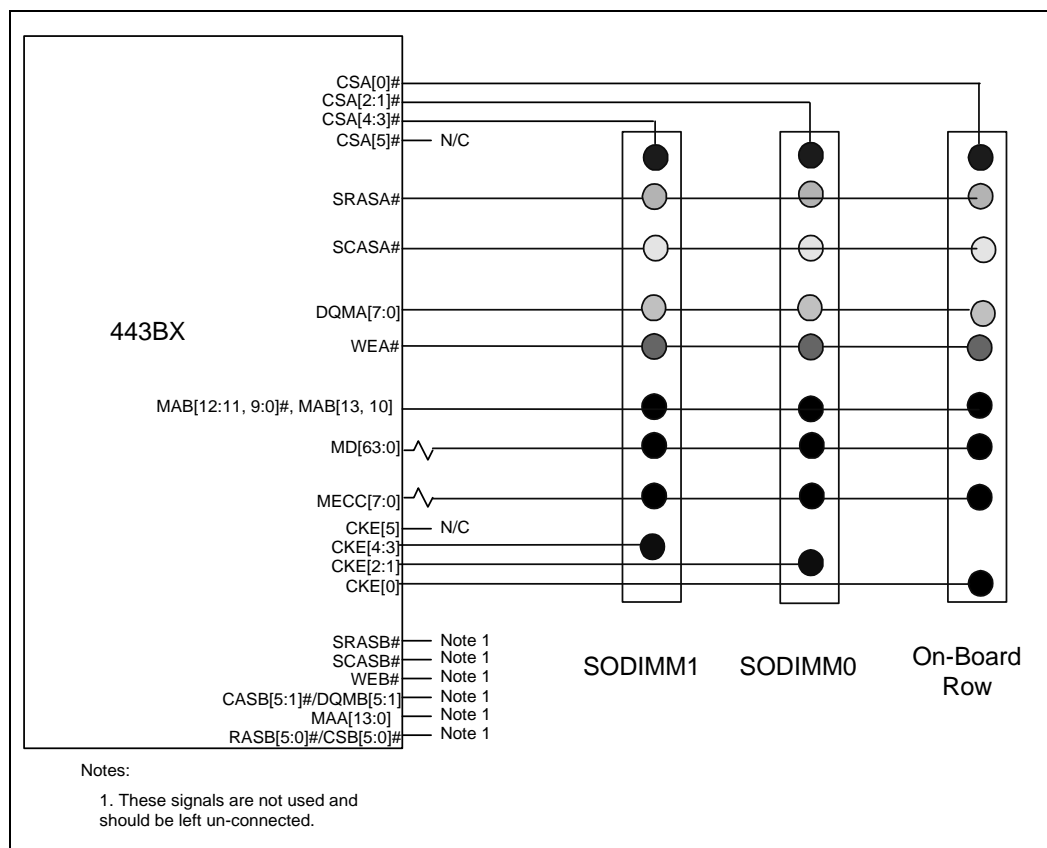 CSA[0]#
CSA[2:1]#
CSA[4:3]#
CSA[5]# N/C
SRASA#
SCASA#
DQMA[7:0]
443BX
WEA#
MAB[12:11, 9:0]#, MAB[13, 10]
MD[63:0]
MECC[7:0]
CKE[5] N/C
CKE[4:3]
CKE[2:1]
CKE[0]
SRASB# Note 1
SCASB# Note 1
WEB# Note 1
CASB[5:1]#/DQMB[5:1] Note 1
MAA[13:0] Note 1
RASB[5:0]#/CSB[5:0]# Note 1
SODIMM1
SODIMM0
On-Board
Row
Notes:
1. These signals are not used and
should be left un-connected.